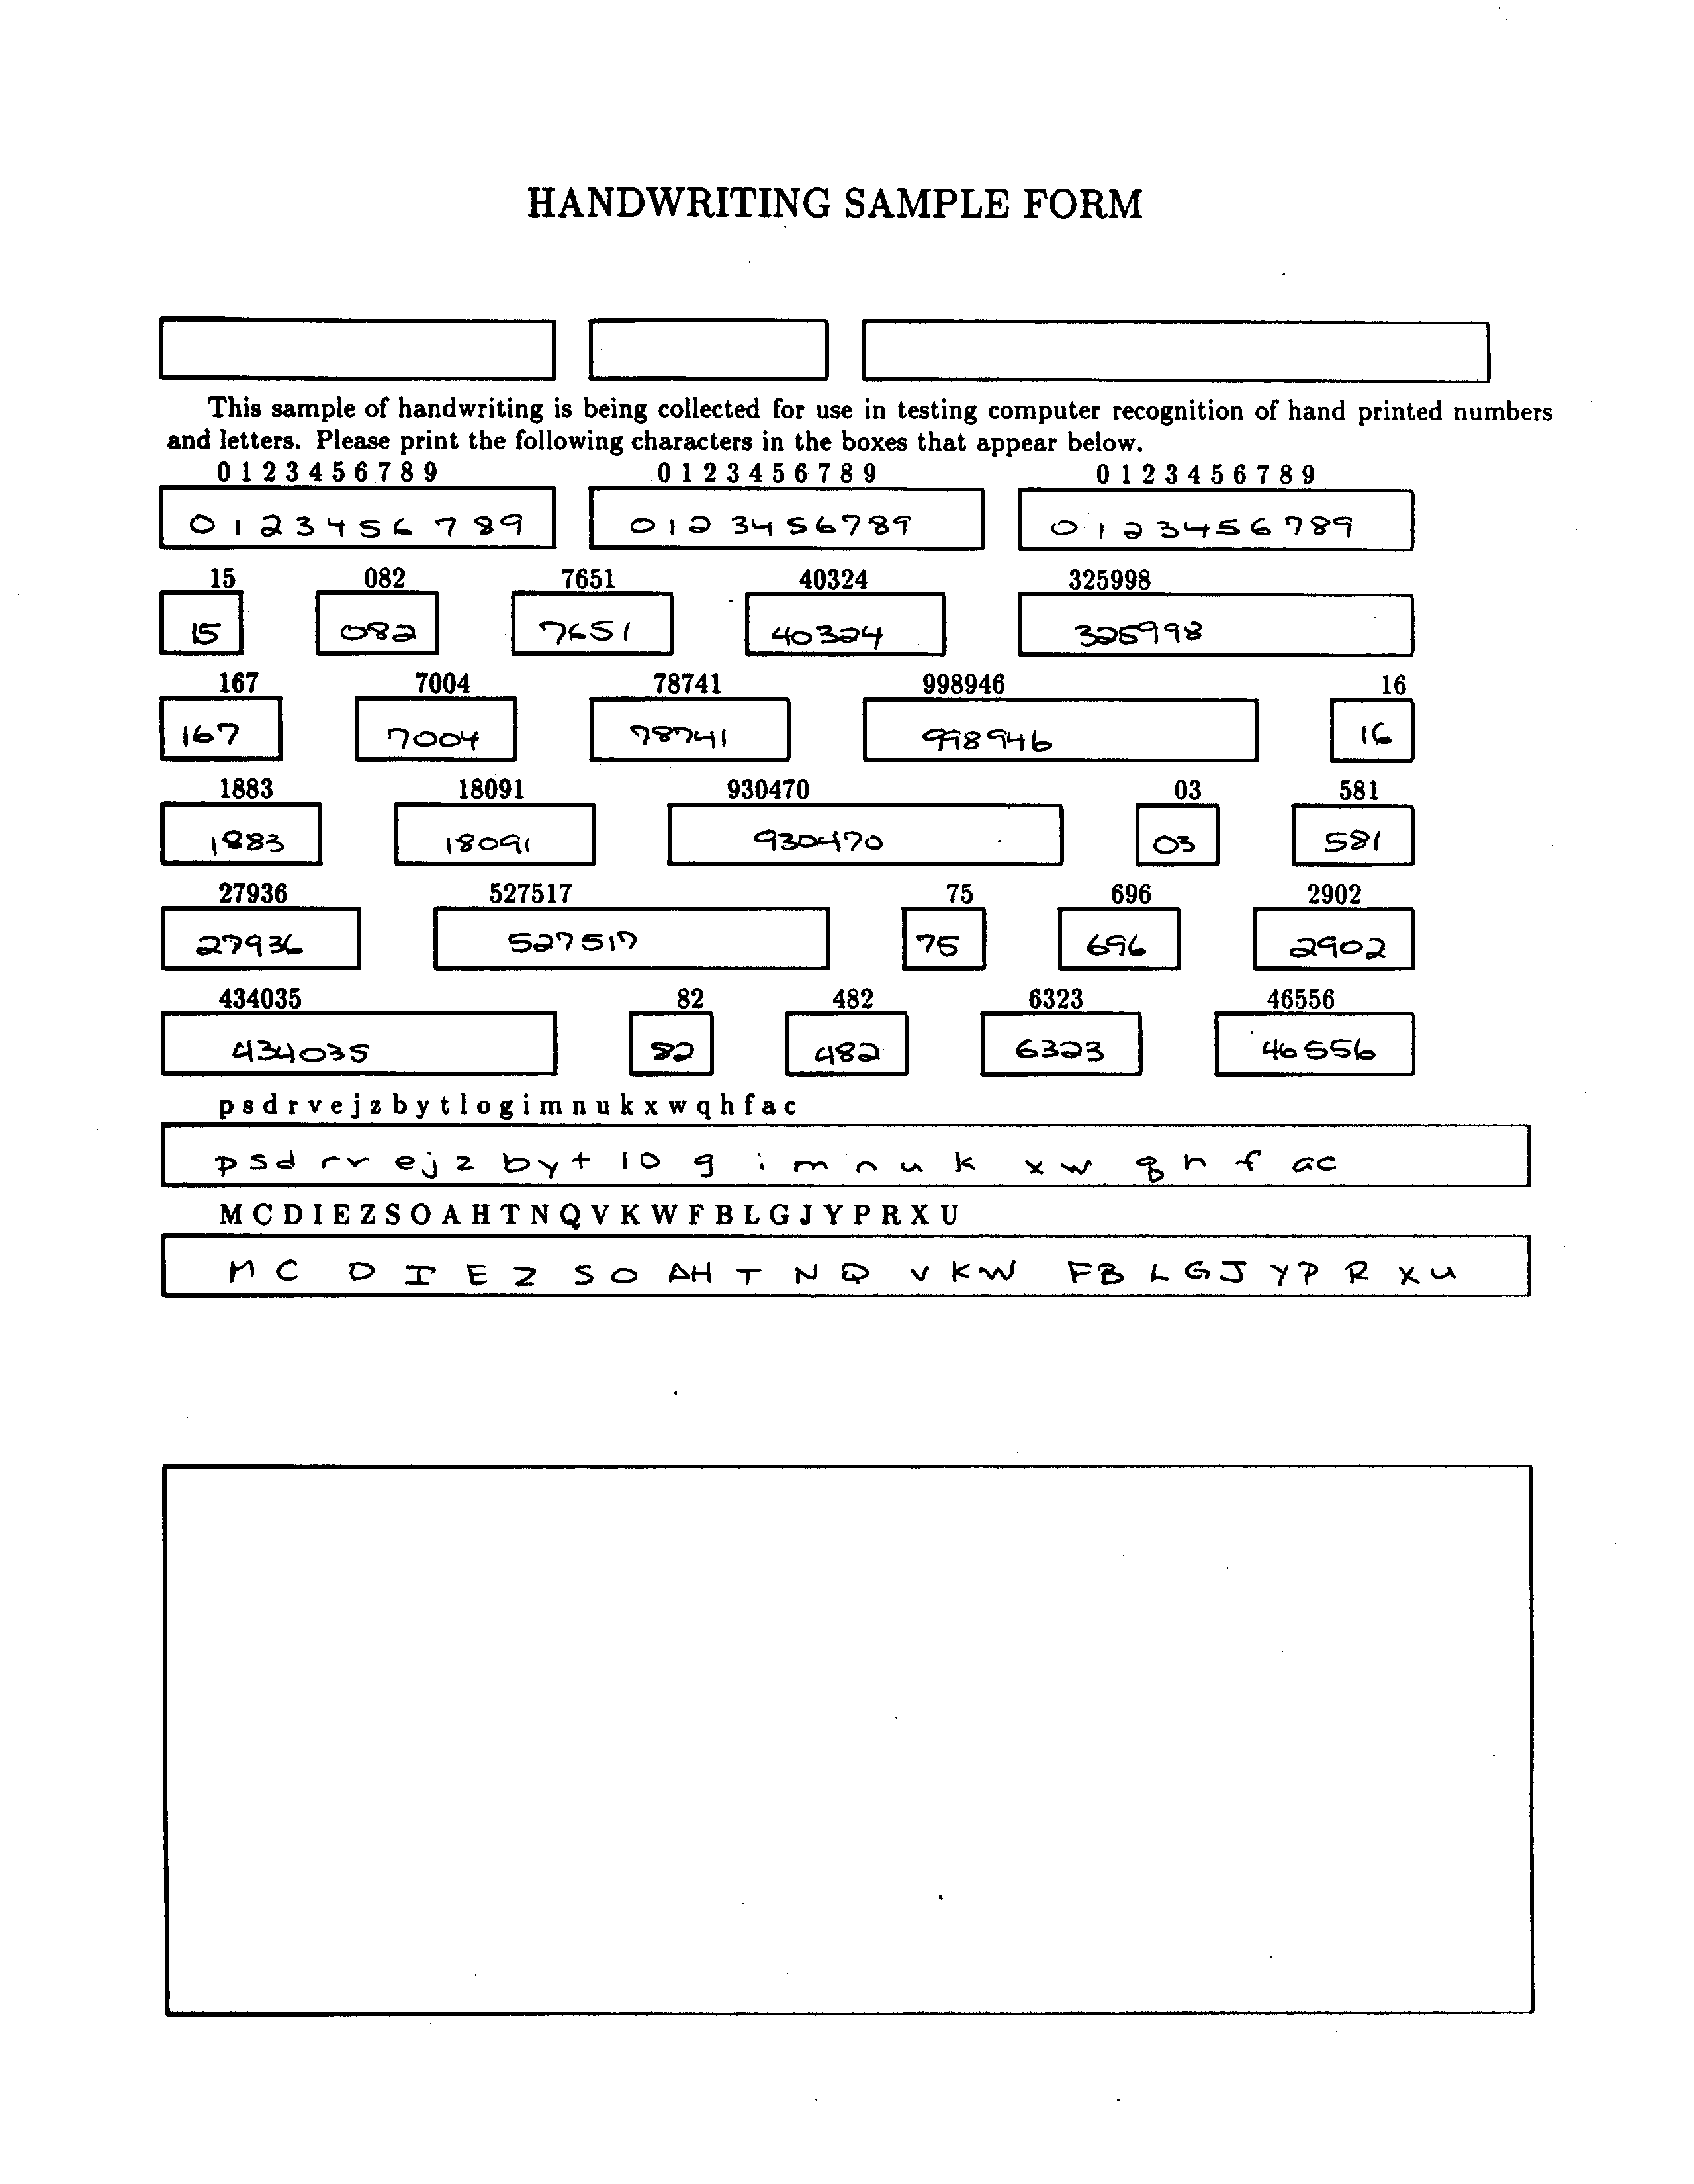 HANDWRITING SAMPLE FORM
This sample of handwriting is being collected for use in testing computer recognition of hand printed numbers
and letters. Please print the following characters in the boxes that appear below.
0 1 2 3 4 5 6 7 8 9 0 1 2 3 4 5 6 7 8 9 0 1 2 3 4 5 6 7 8 9
0 1 2 3 4 5 6 7 8 9 0 1 2 3 4 5 6 7 8 9 0 1 2 3 4 5 6 7 8 9
15 082 7651 40324 325998
15 082 7651 40324 325998
167 7004 78741 998946 16
167 7004 78741 998946 16
1883 18091 930470 03 581
1883 18091 930470 03 581
27936 527517 75 696 2902
27936 527517 75 696 2902
434035 82 482 6323 46556
434035 82 482 6323 46556
p s d r v e j z b y t l o g i m n u k x w q h f a c
p s d r v e j z b y t l o g i m n u k x w q h f a c
M C D I E Z S O A H T N Q V K W F B L G J Y P R X U
M C D I E Z S O A H T N Q V K W F B L G J Y P R X U